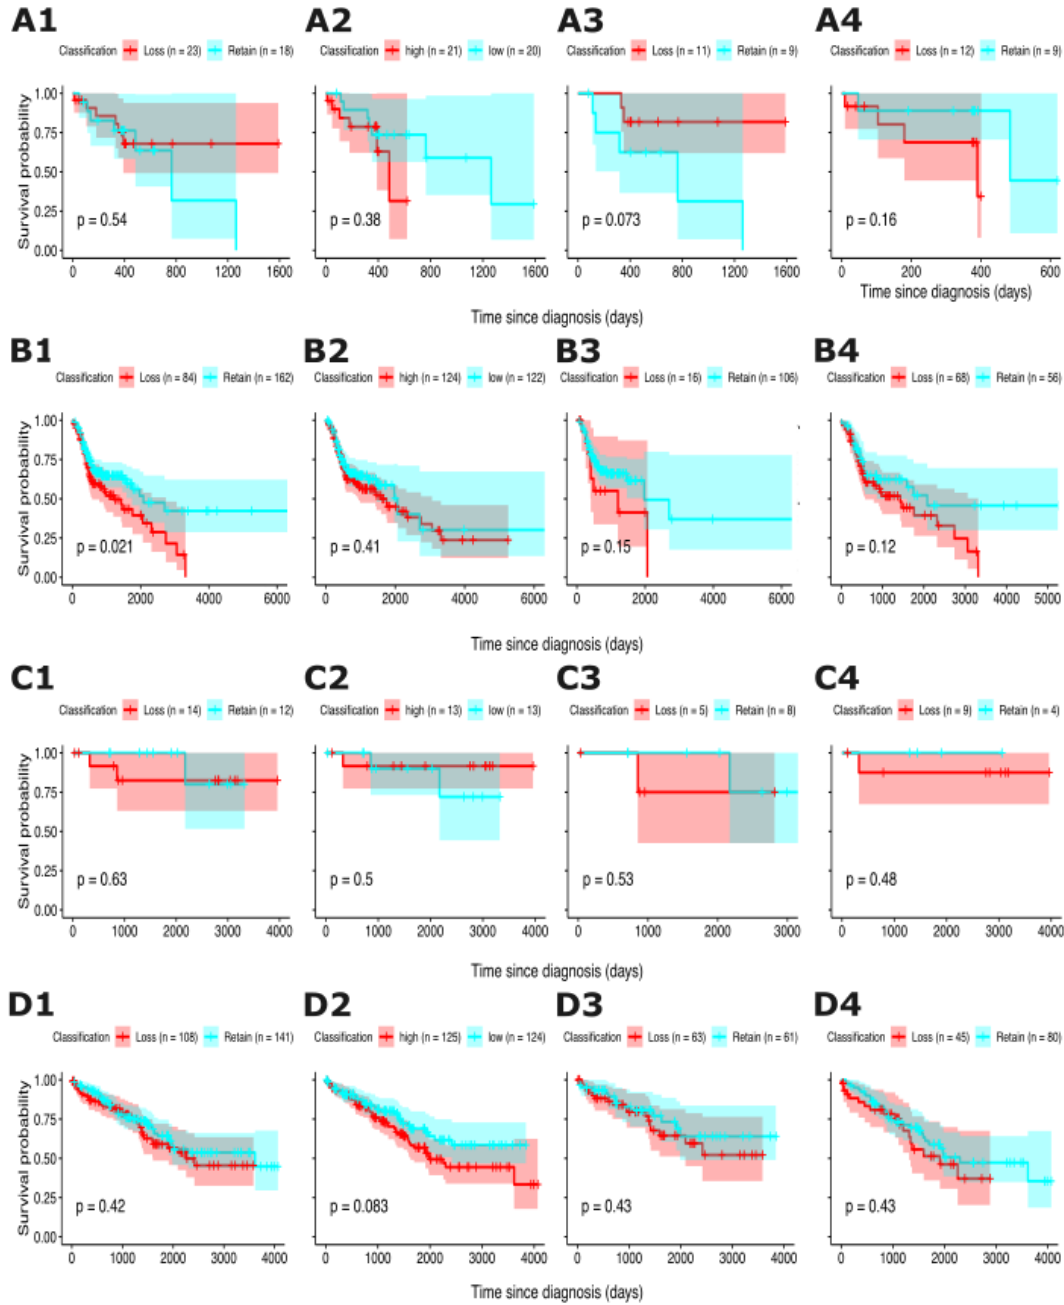 A1 A2 A3 A4
Classification Loss (n = 23) Retain (n = 18) Classification high (n = 21) low (n = 20) Classification Loss (n = 11) Retain (n = 9) Classification Loss (n = 12) Retain (n = 9)
Survival probability
1.00
0.75
0.50
0.25
0.00
p = 0.54 p = 0.38 p = 0.073 p = 0.16
0 400 800 1200 1600 0 400 800 1200 1600 0 400 800 1200 1600 0 200 400 600
Time since diagnosis (days)
Time since diagnosis (days)
B1 B2 B3 B4
Classification Loss (n = 84) Retain (n = 162) Classification high (n = 124) low (n = 122) Classification Loss (n = 16) Retain (n = 106) Classification Loss (n = 68) Retain (n = 56)
Survival probability
1.00
0.75
0.50
0.25
0.00
p = 0.021 p = 0.41 p = 0.15 p = 0.12
0 2000 4000 6000 0 2000 4000 6000 0 2000 4000 6000 0 1000 2000 3000 4000 5000
Time since diagnosis (days)
C1 C2 C3 C4
Classification Loss (n = 14) Retain (n = 12) Classification high (n = 13) low (n = 13) Classification Loss (n = 5) Retain (n = 8) Classification Loss (n = 9) Retain (n = 4)
Survival probability
1.00
0.75
0.50
0.25
0.00
p = 0.63 p = 0.5 p = 0.53 p = 0.48
0 1000 2000 3000 4000 0 1000 2000 3000 4000 0 1000 2000 3000 0 1000 2000 3000 4000
Time since diagnosis (days)
D1 D2 D3 D4
Classification Loss (n = 108) Retain (n = 141) Classification high (n = 125) low (n = 124) Classification Loss (n = 63) Retain (n = 61) Classification Loss (n = 45) Retain (n = 80)
Survival probability
1.00
0.75
0.50
0.25
0.00
p = 0.42 p = 0.083 p = 0.43 p = 0.43
0 1000 2000 3000 4000 0 1000 2000 3000 4000 0 1000 2000 3000 4000 0 1000 2000 3000 4000
Time since diagnosis (days)